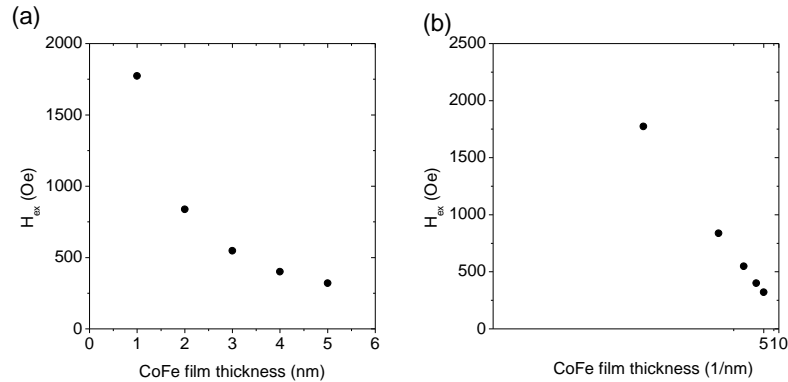 (a)
2000
1500
1000
500
0
H_ex (Oe)
0 1 2 3 4 5 6
CoFe film thickness (nm)
(b)
2500
2000
1500
1000
500
0
H_ex (Oe)
510
CoFe film thickness (1/nm)